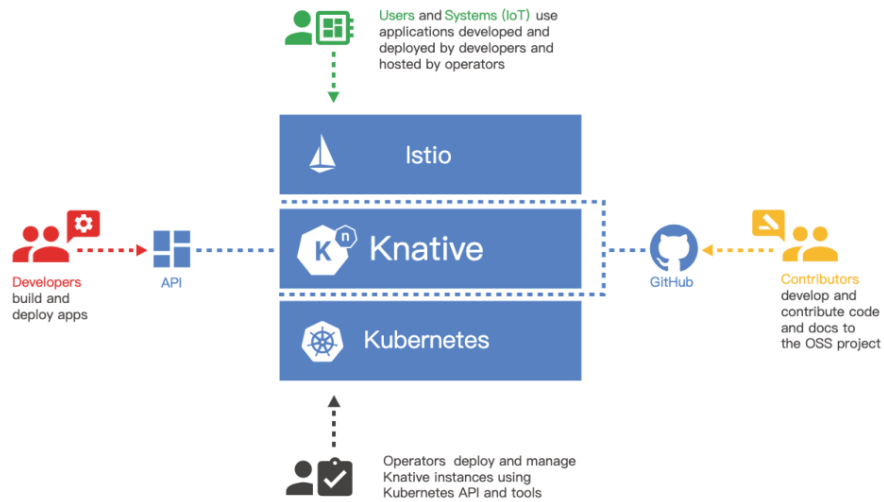 Users and Systems (IoT) use
applications developed and
deployed by developers and
hosted by operators
Istio
K
n
Knative
Developers
build and
deploy apps
API
GitHub
Contributors
develop and
contribute code
and docs to
the OSS project
Kubernetes
Operators deploy and manage
Knative instances using
Kubernetes API and tools